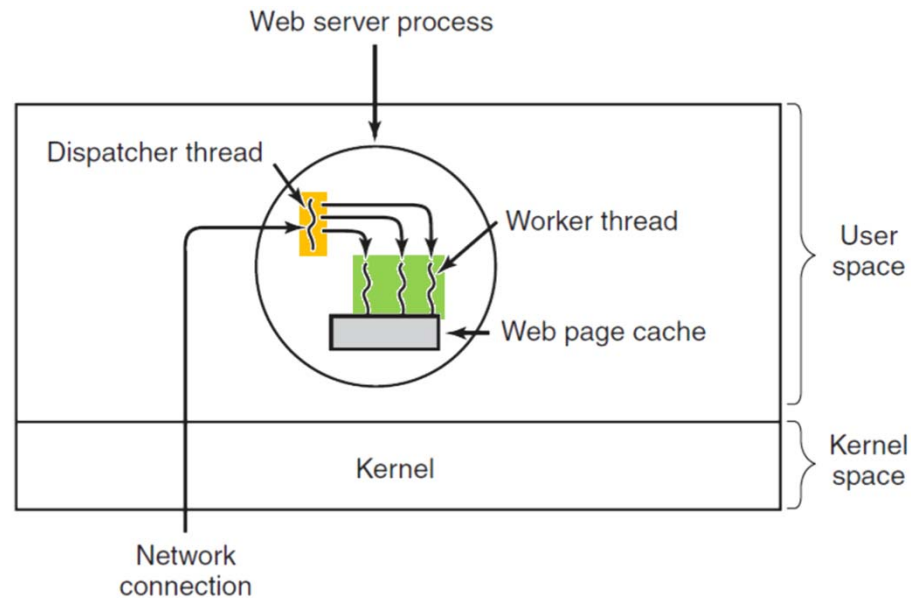 Web server process
Dispatcher thread
Worker thread
User
space
Web page cache
Kernel
Kernel
space
Network
connection